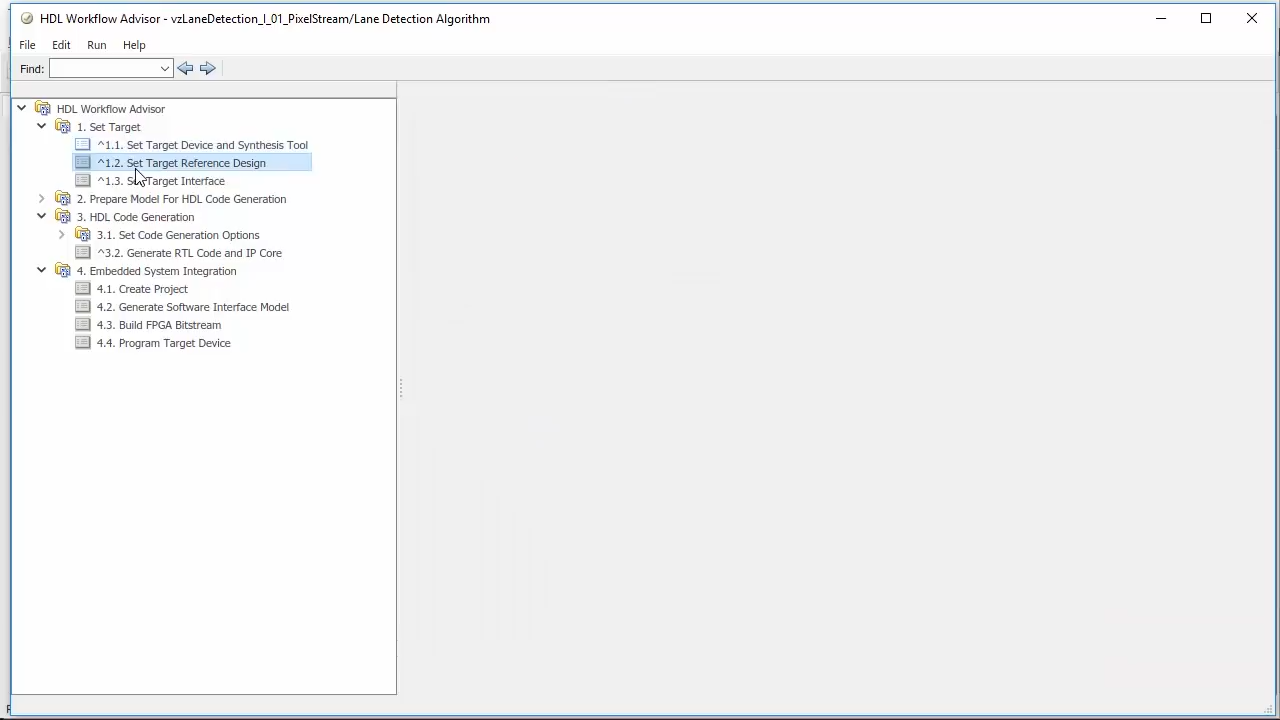 HDL Workflow Advisor - vzLaneDetection_I_01_PixelStream/Lane Detection Algorithm
File Edit Run Help
Find:
HDL Workflow Advisor
1. Set Target
^1.1. Set Target Device and Synthesis Tool
^1.2. Set Target Reference Design
^1.3. Target Interface
2. Prepare Model For HDL Code Generation
3. HDL Code Generation
3.1. Set Code Generation Options
^3.2. Generate RTL Code and IP Core
4. Embedded System Integration
4.1. Create Project
4.2. Generate Software Interface Model
4.3. Build FPGA Bitstream
4.4. Program Target Device